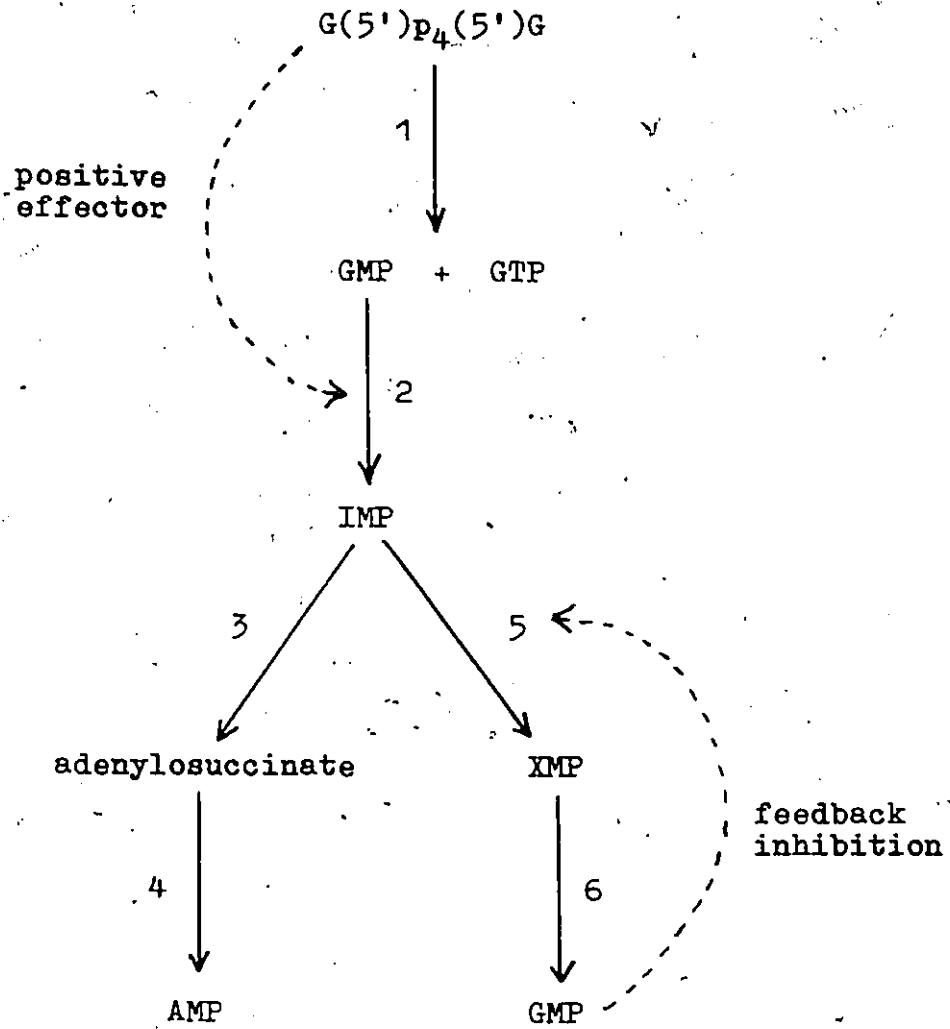 G(5')p4(5')G
1
positive
effector
GMP + GTP
2
IMP
3
5
adenylosuccinate
XMP
feedback
inhibition
4
6
AMP
GMP